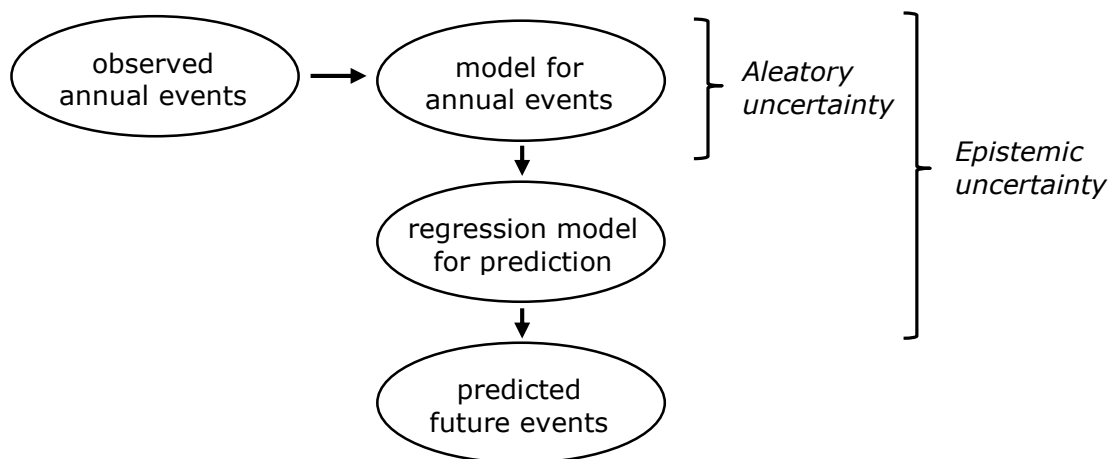 observed
annual events
model for
annual events
Aleatory
uncertainty
Epistemic
uncertainty
regression model
for prediction
predicted
future events